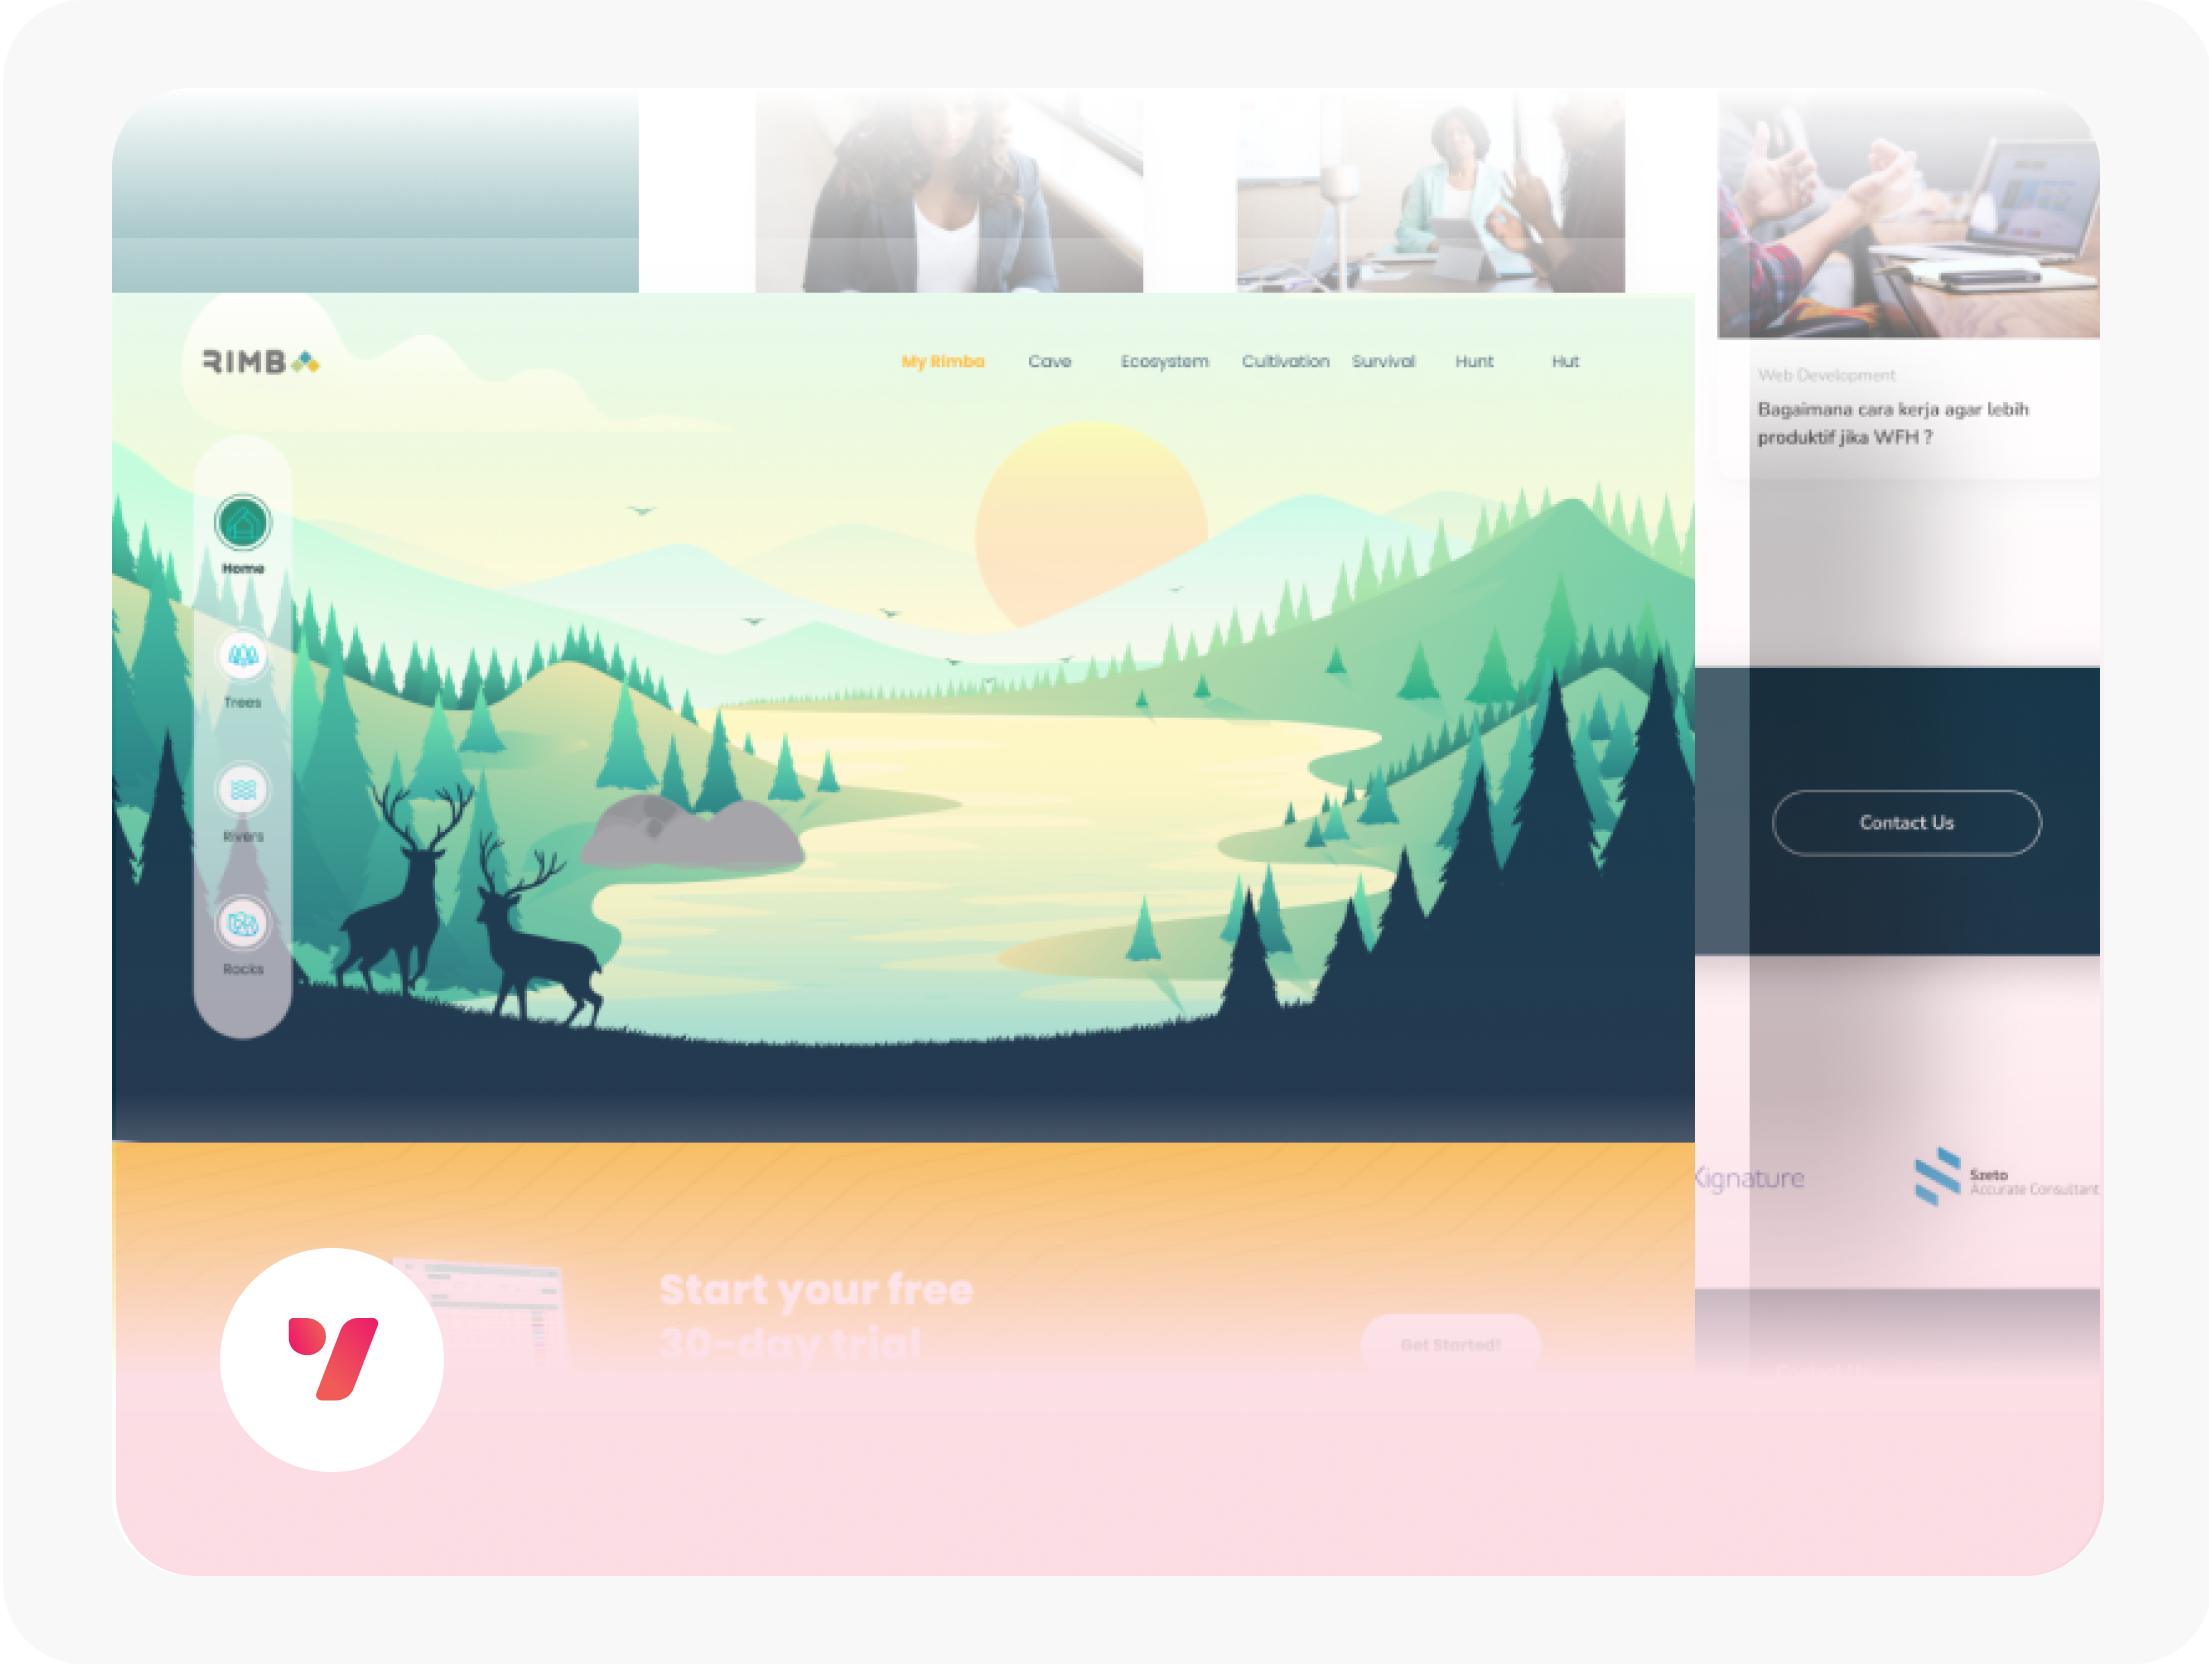 RIMBA
My Rimba Cave Ecosystem Cultivation Survival Hunt Hut
Home
Trees
Rivers
Rocks
Web Development
Bagaimana cara kerja agar lebih
produktif jika WFH ?
Contact Us
Xignature
Szeto
Accurate Consultant
Start your free
30-day trial
Get Started!